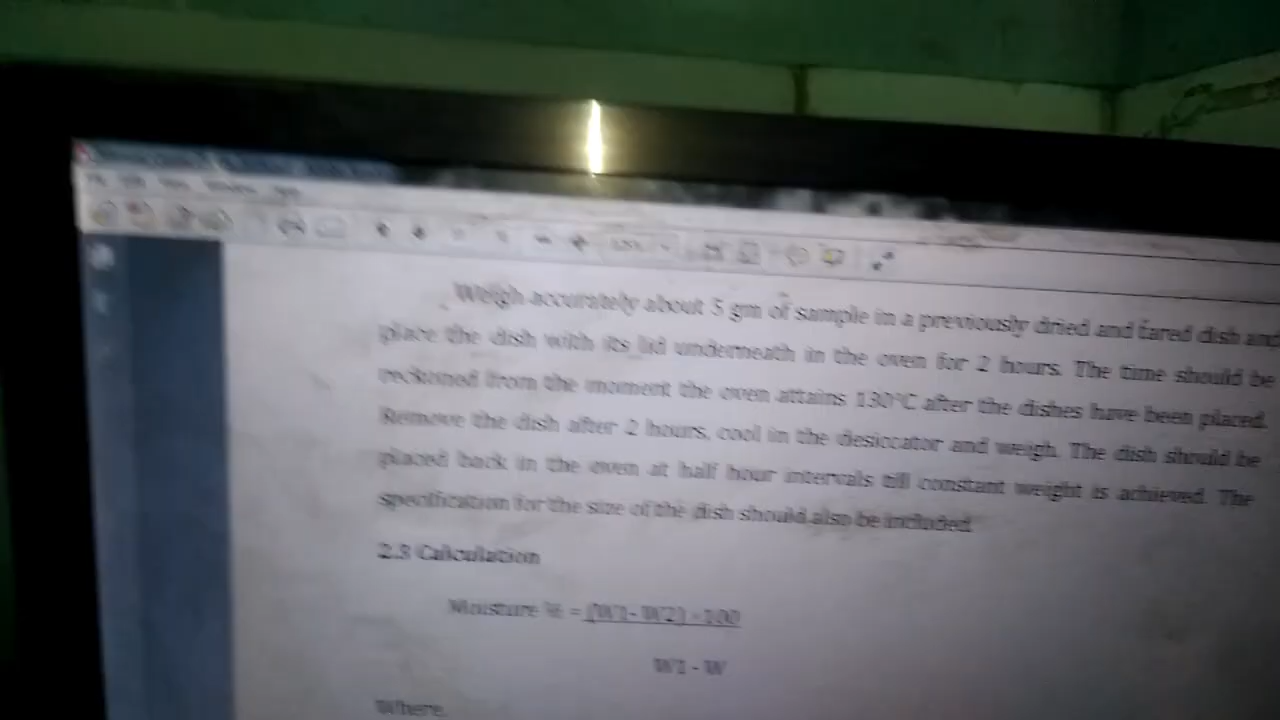 Weigh accurately about 5 gm of sample in a previously dried and tared dish and
place the dish with its lid underneath in the oven for 2 hours. The time should be
reckoned from the moment the oven attains 130°C after the dishes have been placed.
Remove the dish after 2 hours, cool in the desiccator and weigh. The dish should be
placed back in the oven at half hour intervals till constant weight is achieved. The
specification for the size of the dish should also be included.
2.3 Calculation
Moisture % = (W1- W2) 100
W1 - W
Where,